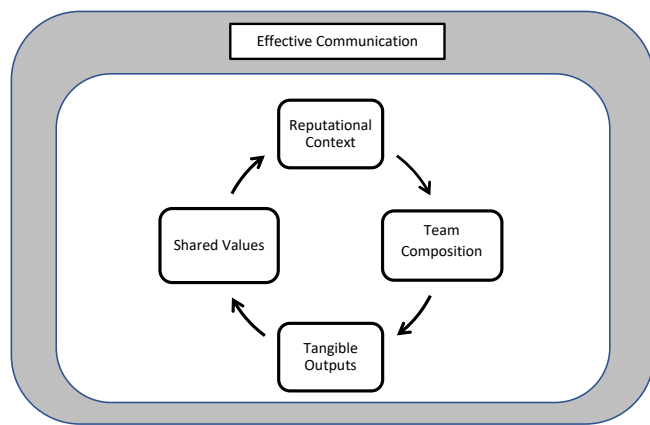 Effective Communication
Reputational
Context
Shared Values
Team
Composition
Tangible
Outputs